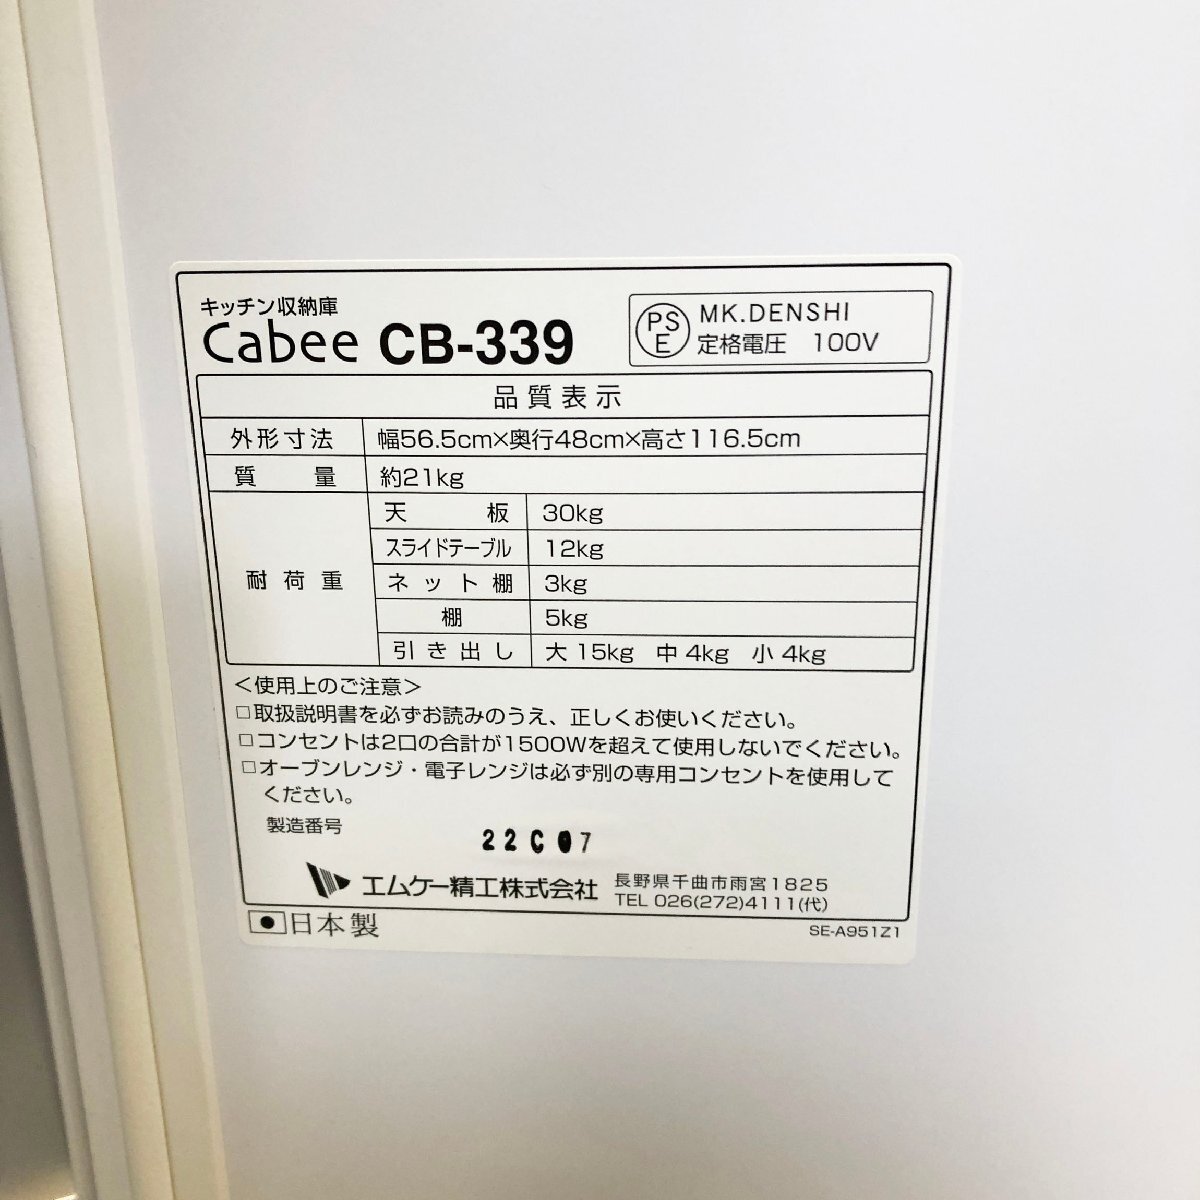 キッチン収納庫
Cabee CB-339
PSE MK.DENSHI
定格電圧 100V
品質表示
外形寸法 幅56.5cm×奥行48cm×高さ116.5cm
質量 約21kg
耐荷重
天板 30kg
スライドテーブル 12kg
ネット棚 3kg
棚 5kg
引き出し 大15kg 中4kg 小4kg
＜使用上のご注意＞
□取扱説明書を必ずお読みのうえ、正しくお使いください。
□コンセントは2口の合計が1500Wを超えて使用しないでください。
□オーブンレンジ・電子レンジは必ず別の専用コンセントを使用して
ください。
製造番号 22C07
エムケー精工株式会社
長野県千曲市雨宮1825
TEL 026(272)4111(代)
日本製
SE-A951Z1